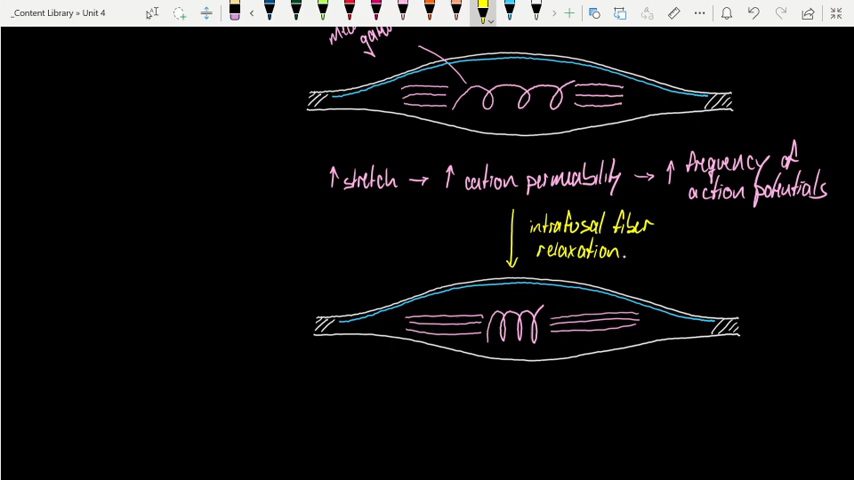 _Content Library » Unit 4
↑ stretch → ↑ cation permeability → ↑ frequency of
action potentials
intrafusal fiber
relaxation.